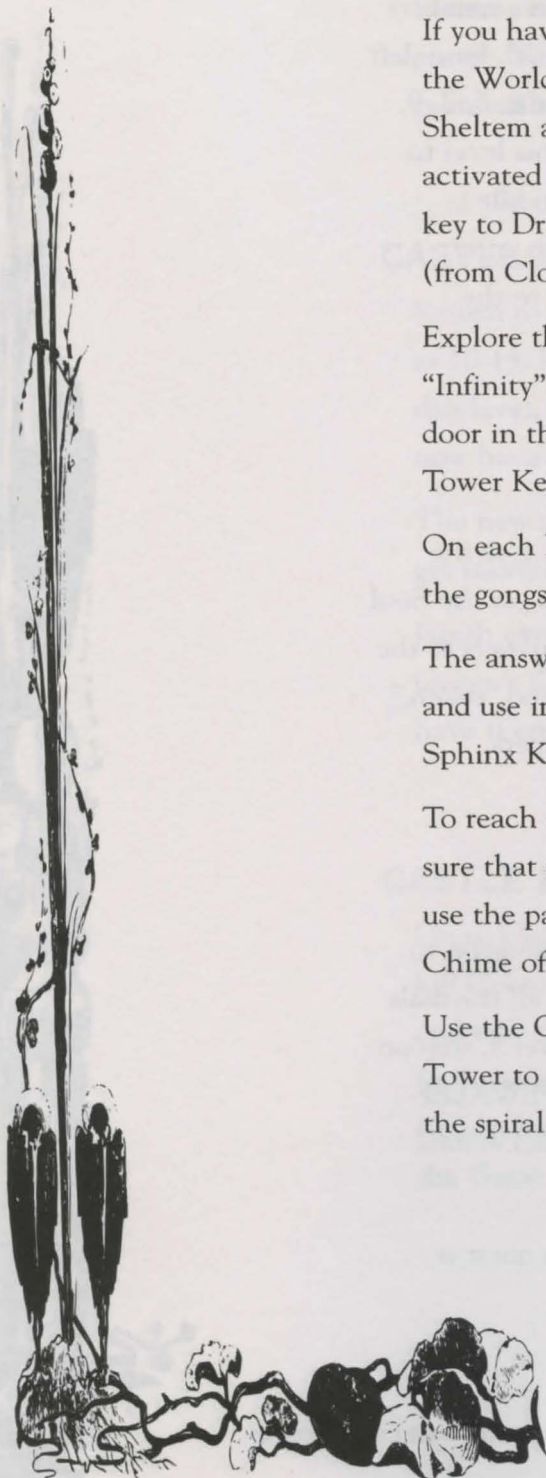 If you hav
the World
Sheltem a
activated
key to Dr
(from Clo
Explore th
"Infinity"
door in th
Tower Ke
On each
the gongs
The answ
and use in
Sphinx K
To reach
sure that
use the pa
Chime of
Use the C
Tower to
the spiral